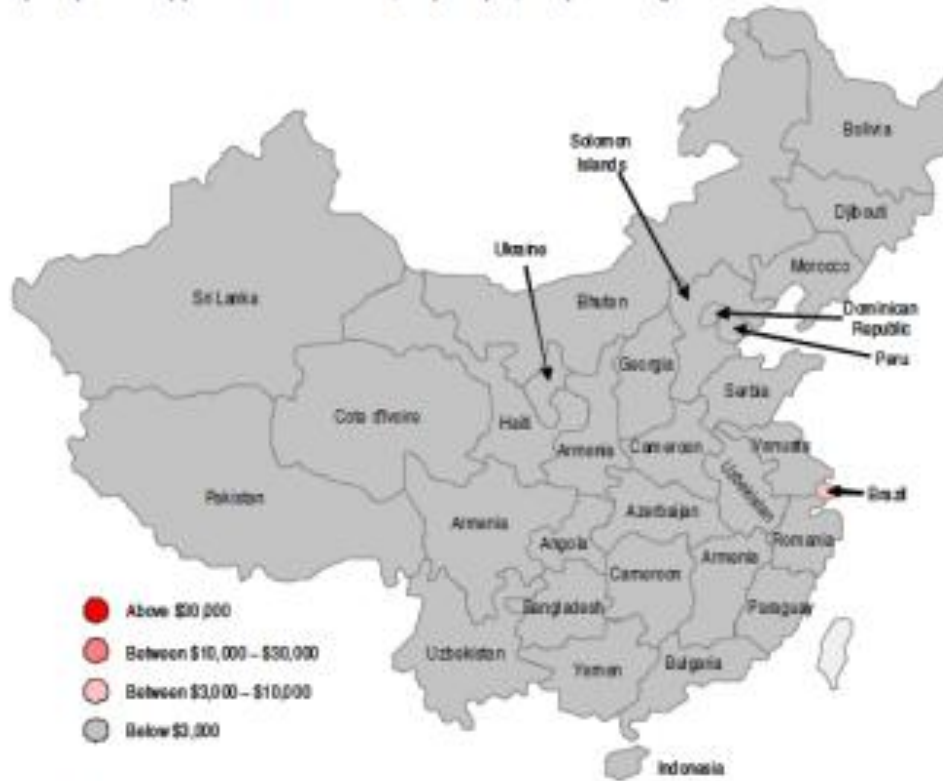 Bolivia
Solomon
Islands
Djibouti
Ukraine
Morocco
Sri Lanka
Bhutan
Dominican
Republic
Georgia
Peru
Serbia
Cote d'Ivoire
Haiti
Armenia
Cameroon
Vanuatu
Uzbekistan
Pakistan
Brazil
Armenia
Azerbaijan
Angola
Armenia
Romania
Cameroon
Bangladesh
Paraguay
Uzbekistan
Yemen
Bulgaria
Indonesia
Above $30,000
Between $10,000 – $30,000
Between $3,000 – $10,000
Below $3,000